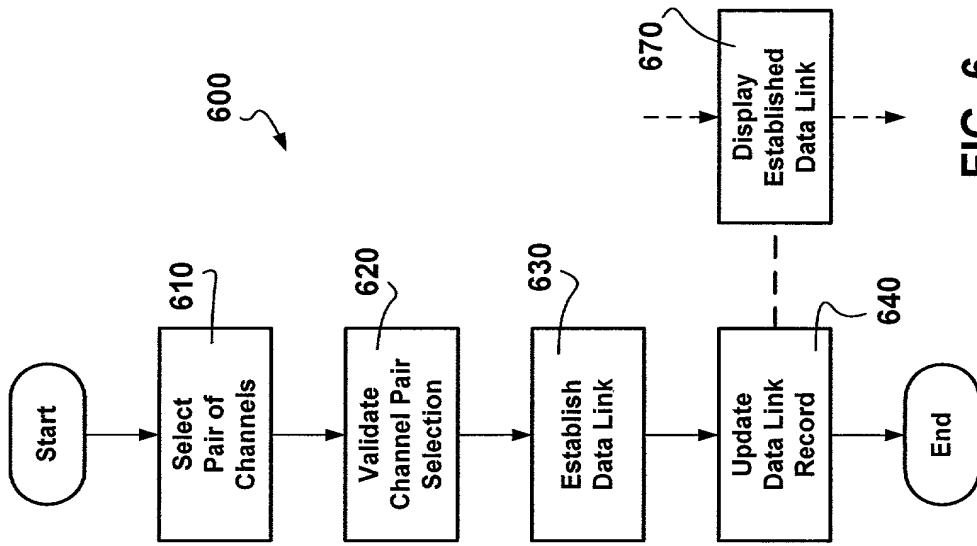 600
Start
610
Select
Pair of
Channels
620
Validate
Channel Pair
Selection
630
Establish
Data Link
640
Update
Data Link
Record
670
Display
Established
Data Link
End
FIG. 6